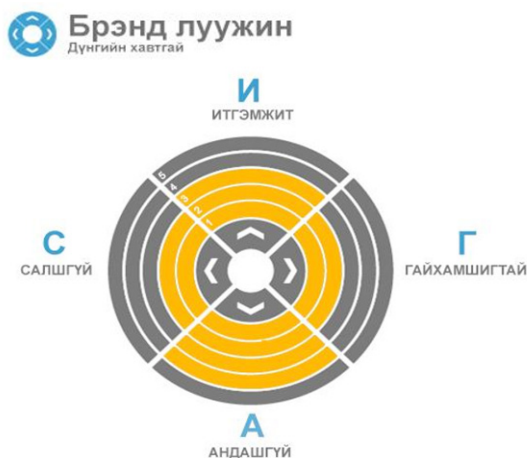 Брэнд луужин
Дүнгийн хавтгай
И
ИТГЭМЖИТ
5
4
3
2
1
С
САЛШГҮЙ
Г
ГАЙХАМШИГТАЙ
А
АНДАШГҮЙ